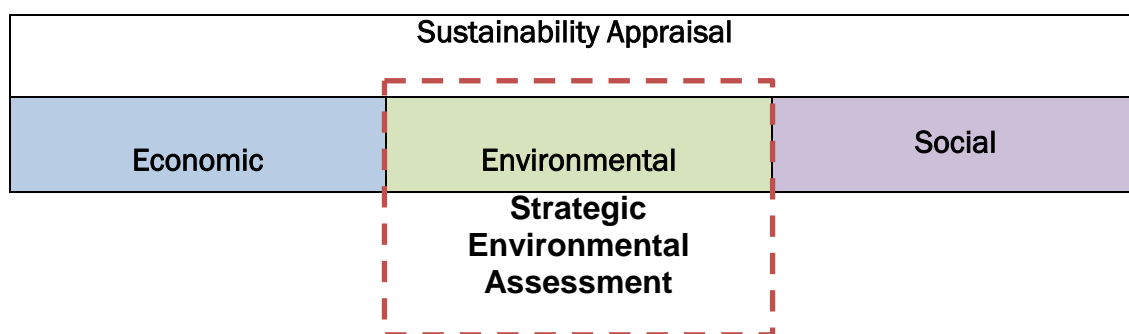 Sustainability Appraisal
Economic
Environmental
Social
Strategic
Environmental
Assessment